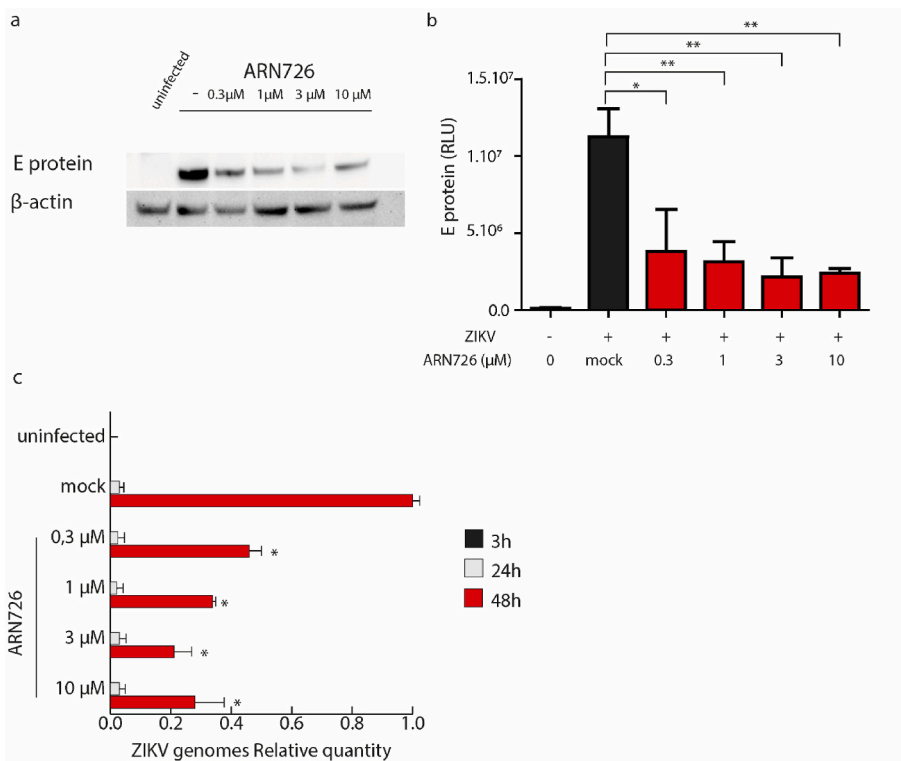 a
uninfected
ARN726
- 0.3µM 1µM 3 µM 10 µM
E protein
β-actin
b
**
**
**
*
E protein (RLU)
1.5.10⁷
1.10⁷
5.10⁶
0.0
ZIKV - + + + + +
ARN726 (µM) 0 mock 0.3 1 3 10
c
uninfected
mock
0,3 µM *
1 µM *
3 µM *
10 µM *
ARN726
0.0 0.2 0.4 0.6 0.8 1.0
ZIKV genomes Relative quantity
3h
24h
48h